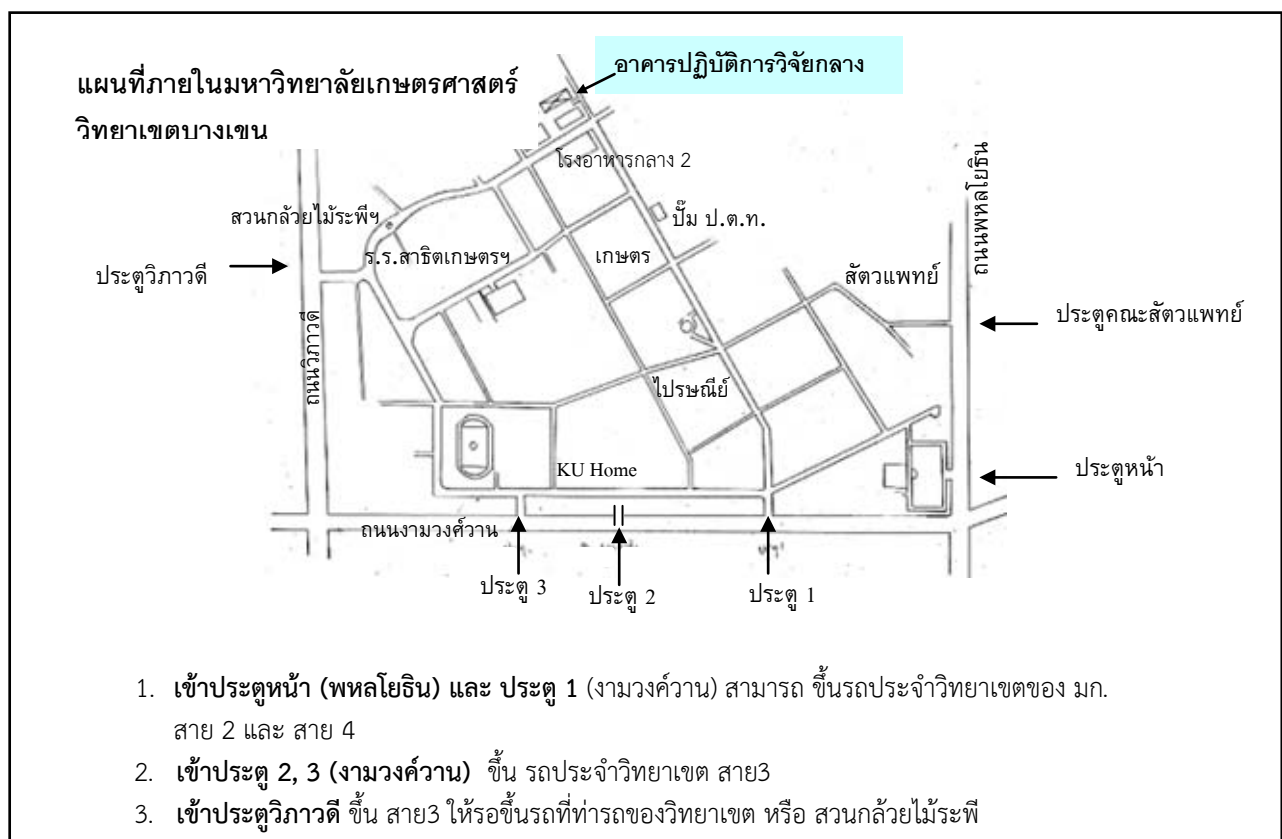 อาคารปฏิบัติการวิจัยกลาง
แผนที่ภายในมหาวิทยาลัยเกษตรศาสตร์
วิทยาเขตบางเขน
โรงอาหารกลาง 2
ถนนพหลโยธิน
สวนกล้วยไม้ระพีฯ
ปั๊ม ป.ต.ท.
ร.ร.สาธิตเกษตรฯ
เกษตร
ประตูวิภาวดี
สัตวแพทย์
ประตูคณะสัตวแพทย์
ถนนวิภาวดี
ไปรษณีย์
KU Home
ประตูหน้า
ถนนงามวงศ์วาน
ประตู 3
ประตู 2
ประตู 1
1. เข้าประตูหน้า (พหลโยธิน) และ ประตู 1 (งามวงค์วาน) สามารถ ขึ้นรถประจำวิทยาเขตของ มก.
สาย 2 และ สาย 4
2. เข้าประตู 2, 3 (งามวงค์วาน) ขึ้น รถประจำวิทยาเขต สาย3
3. เข้าประตูวิภาวดี ขึ้น สาย3 ให้รอขึ้นรถที่ท่ารถของวิทยาเขต หรือ สวนกล้วยไม้ระพี